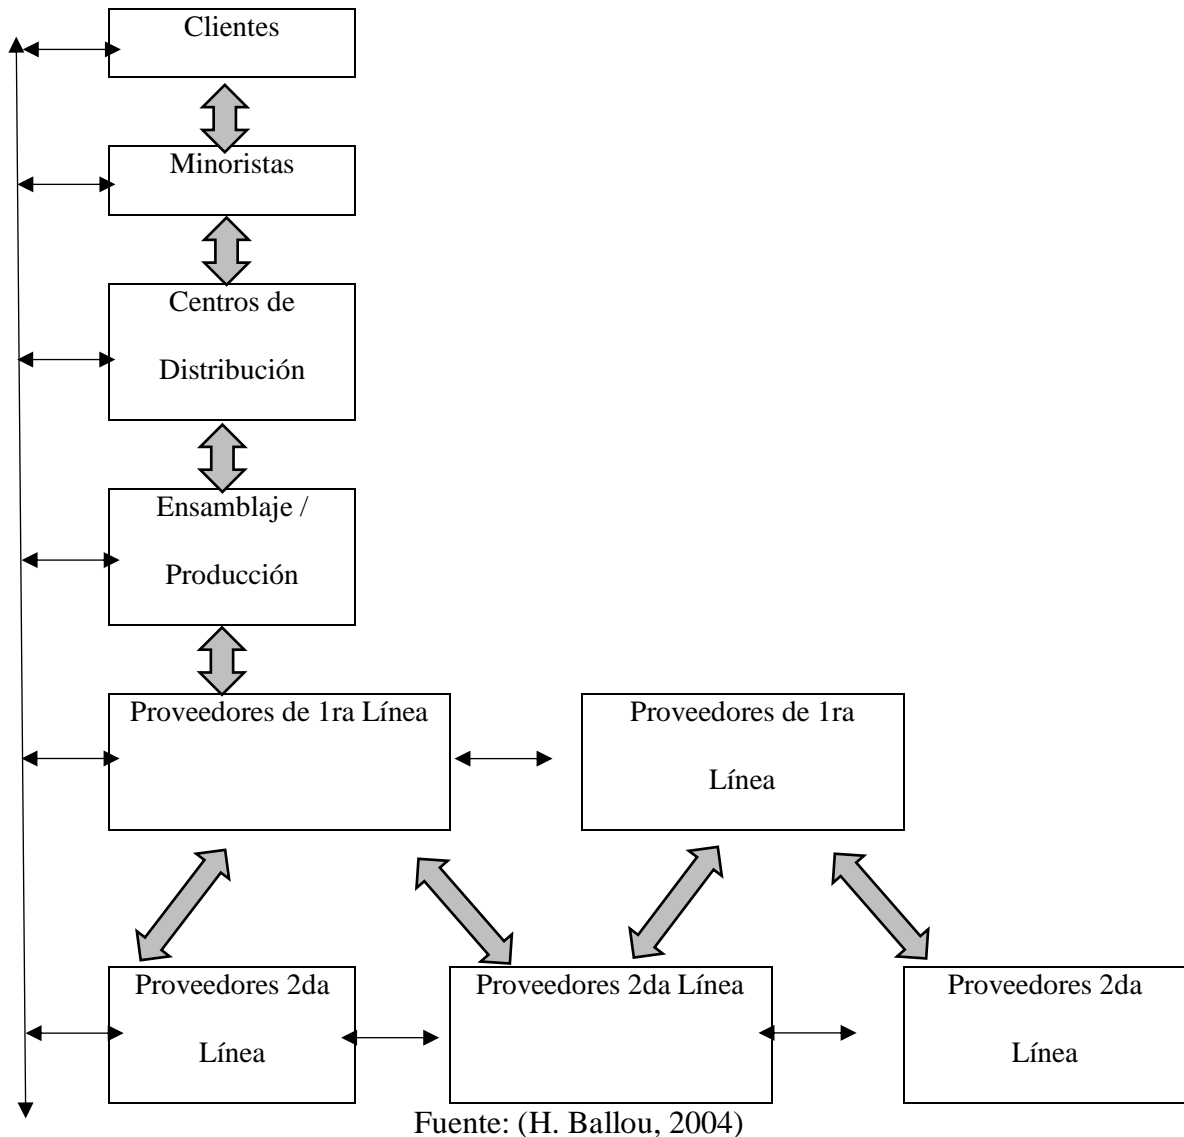 Clientes
Minoristas
Centros de
Distribución
Ensamblaje /
Producción
Proveedores de 1ra Línea
Proveedores de 1ra
Línea
Proveedores 2da
Línea
Proveedores 2da Línea
Proveedores 2da
Línea
Fuente: (H. Ballou, 2004)